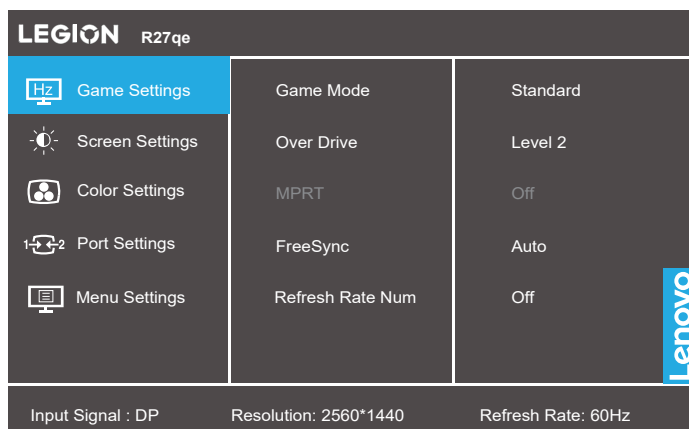 LEGION R27qe
Hz Game Settings Game Mode Standard
Screen Settings Over Drive Level 2
Color Settings MPRT Off
1 2 Port Settings FreeSync Auto
Menu Settings Refresh Rate Num Off
Lenovo
Input Signal : DP Resolution: 2560*1440 Refresh Rate: 60Hz